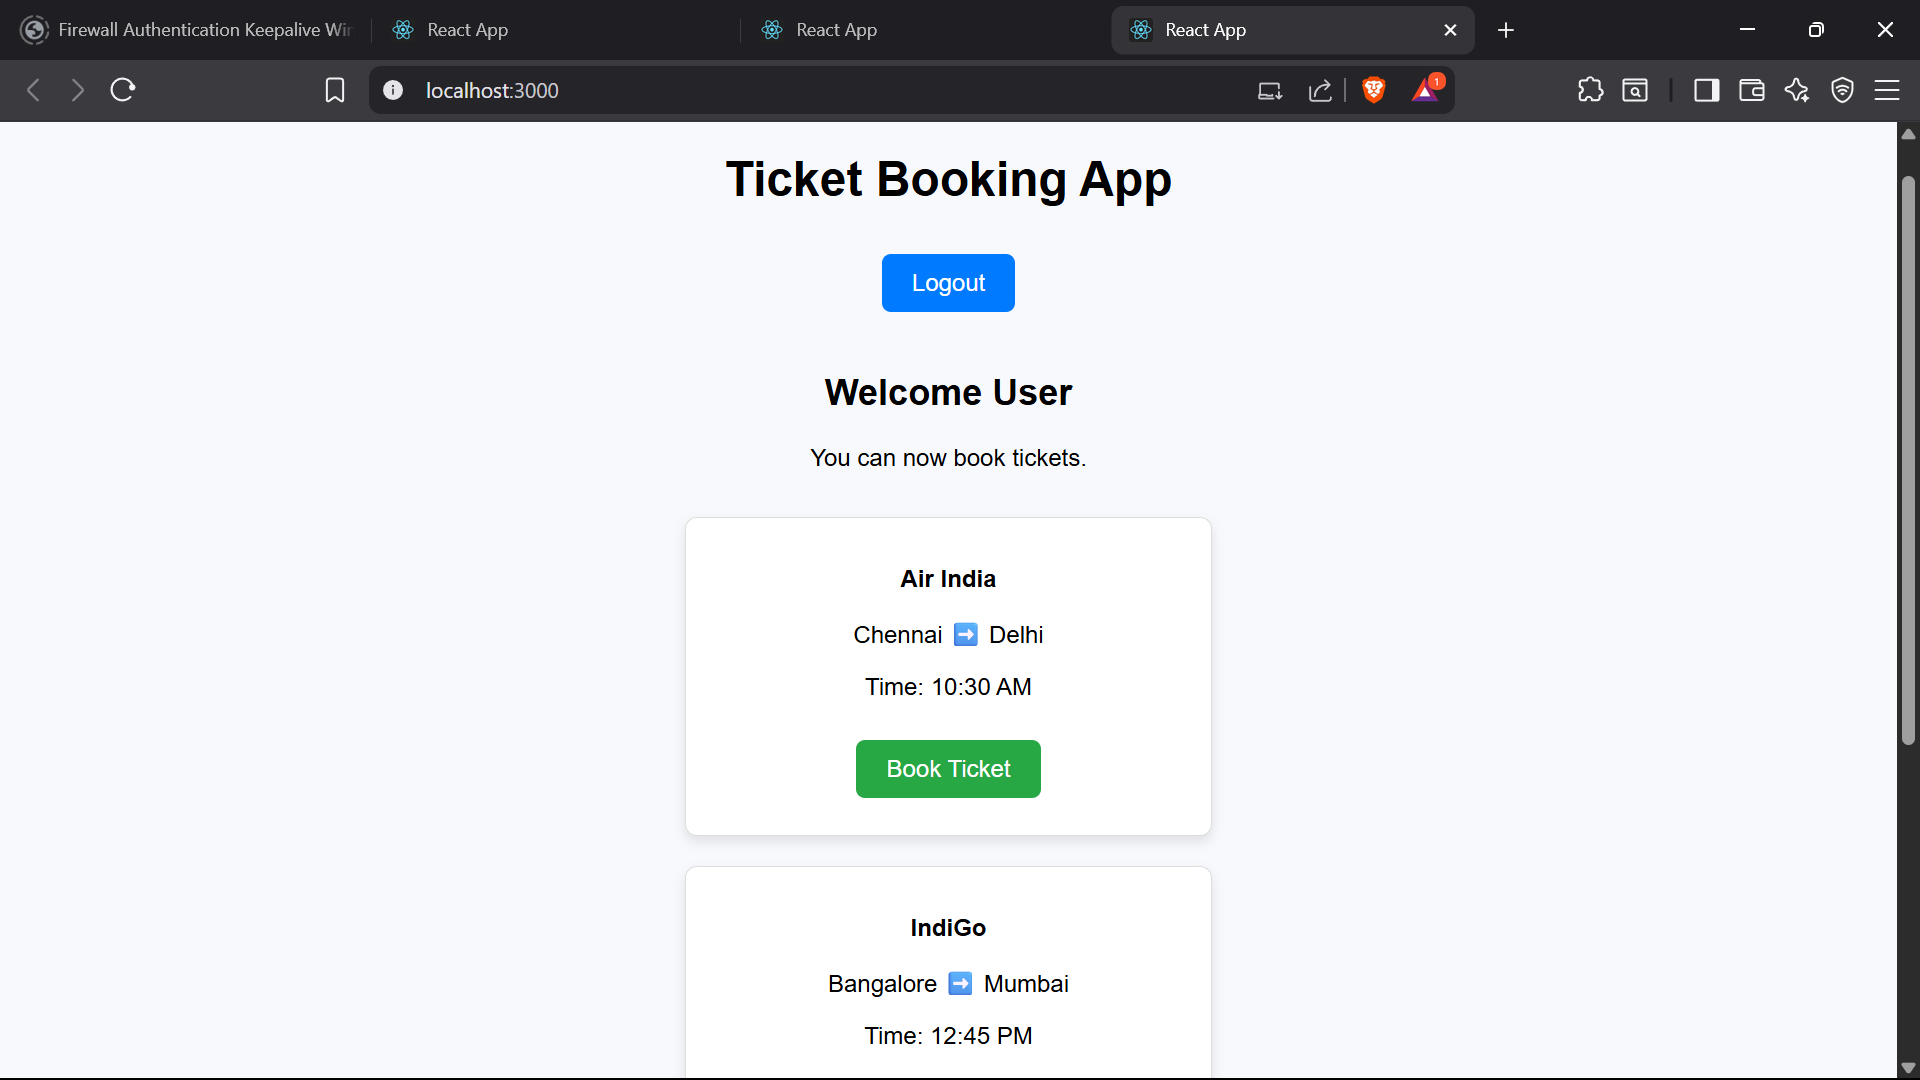 Firewall Authentication Keepalive Wir
React App
React App
React App
localhost:3000
1
Ticket Booking App
Logout
Welcome User
You can now book tickets.
Air India
Chennai ➡️ Delhi
Time: 10:30 AM
Book Ticket
IndiGo
Bangalore ➡️ Mumbai
Time: 12:45 PM